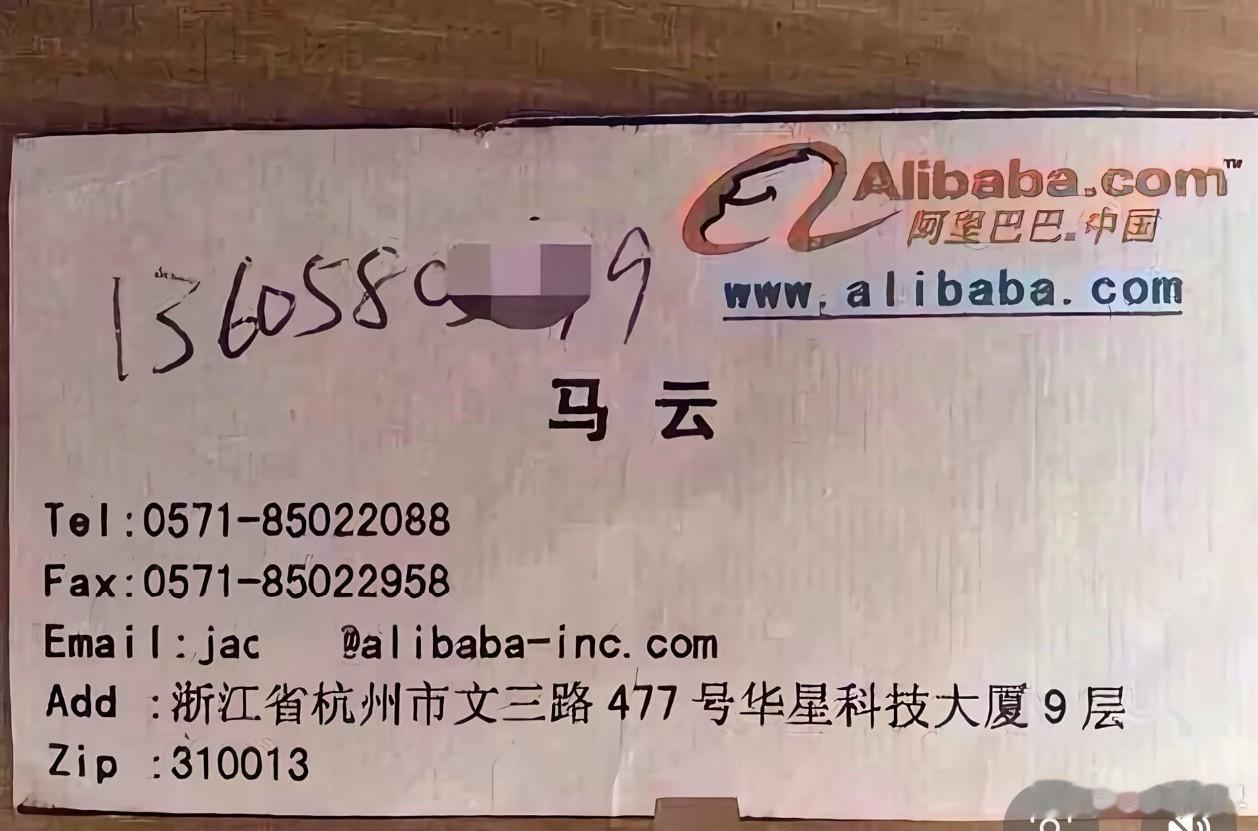 Alibaba.com™
阿里巴巴.中国
www.alibaba.com
136058 9
马云
Tel:0571-85022088
Fax:0571-85022958
Email:jac @alibaba-inc.com
Add :浙江省杭州市文三路477号华星科技大厦9层
Zip :310013